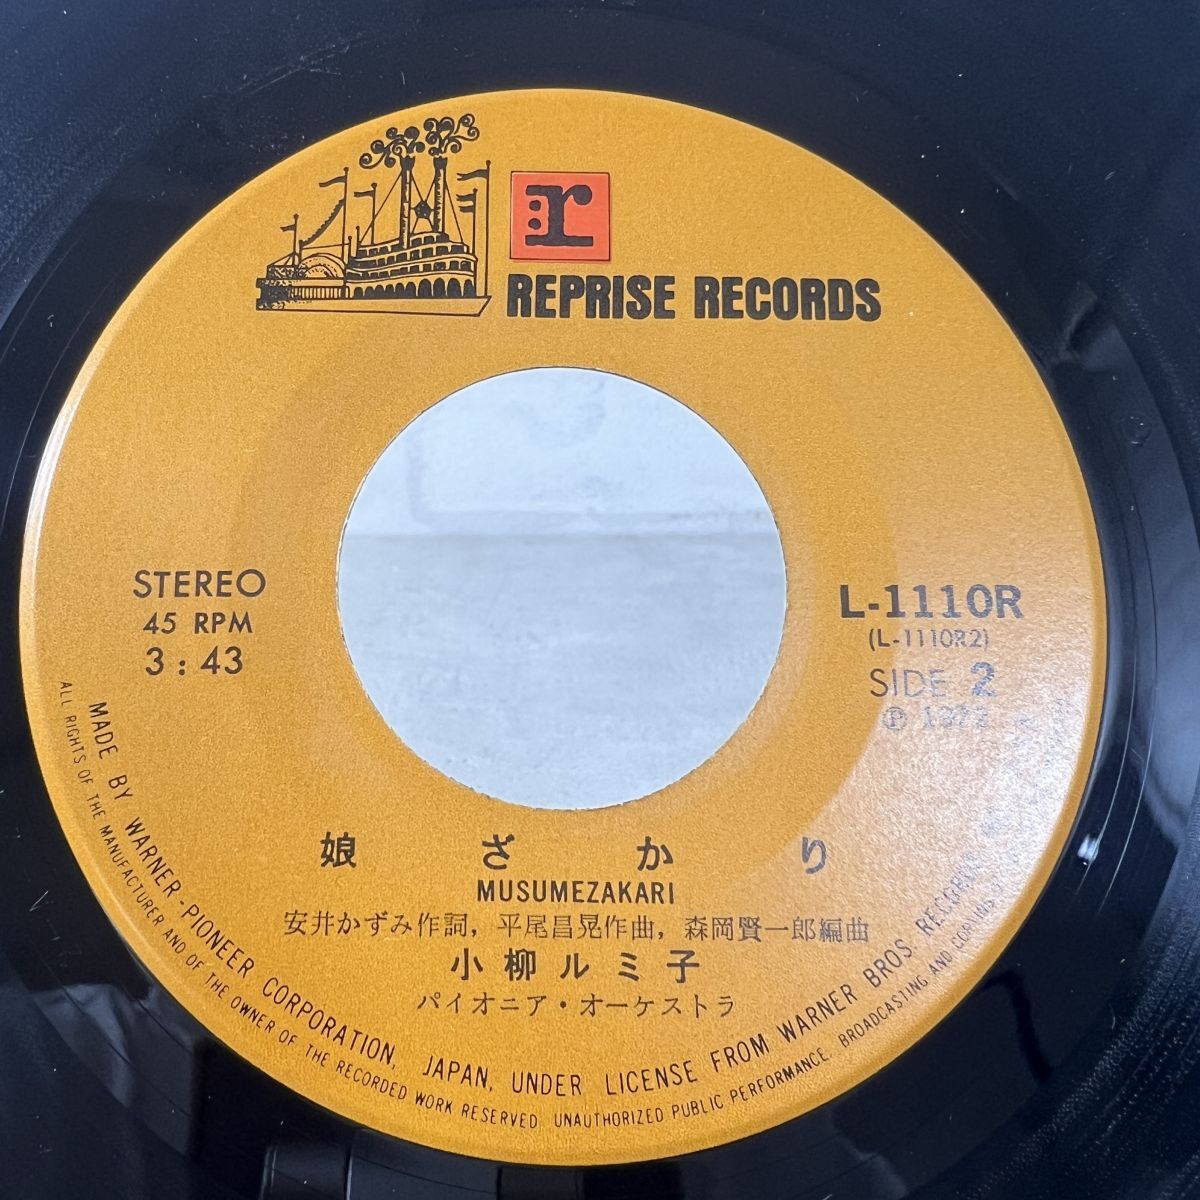 r
REPRISE RECORDS
STEREO
45 RPM
3:43
L-1110R
(L-1110R2)
SIDE 2
℗ 1972
娘ざかり
MUSUMEZAKARI
安井かずみ作詞, 平尾昌晃作曲, 森岡賢一郎編曲
小柳ルミ子
パイオニア・オーケストラ
MADE BY WARNER-PIONEER CORPORATION, JAPAN, UNDER LICENSE FROM WARNER BROS. RECORDS
ALL RIGHTS OF THE MANUFACTURER AND OF THE OWNER OF THE RECORDED WORK RESERVED. UNAUTHORIZED PUBLIC PERFORMANCE, BROADCASTING AND COPYING